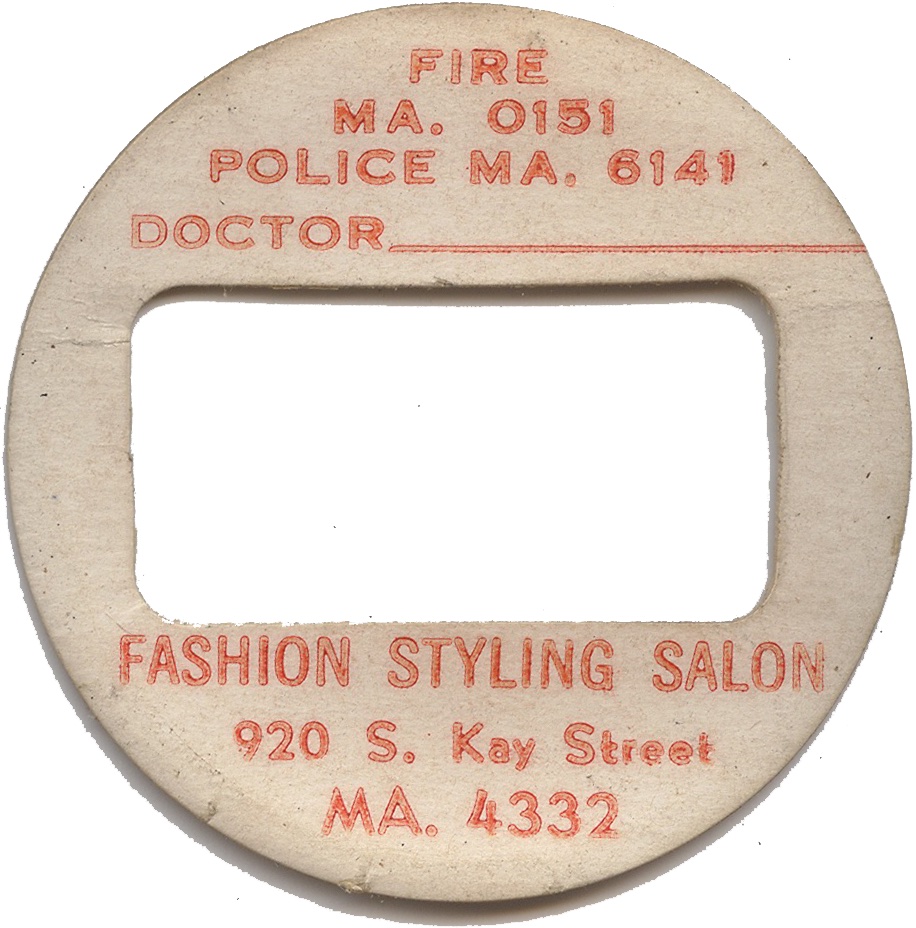 FIRE
MA. 0151
POLICE MA. 6141
DOCTOR
FASHION STYLING SALON
920 S. Kay Street
MA. 4332